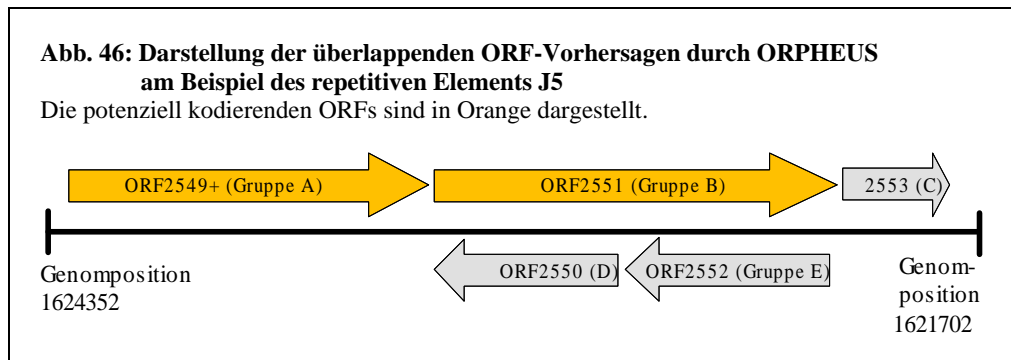 Abb. 46: Darstellung der überlappenden ORF-Vorhersagen durch ORPHEUS
am Beispiel des repetitiven Elements J5
Die potenziell kodierenden ORFs sind in Orange dargestellt.
ORF2549+ (Gruppe A)
ORF2551 (Gruppe B)
2553 (C)
ORF2550 (D)
ORF2552 (Gruppe E)
Genomposition
1624352
Genom-
position
1621702